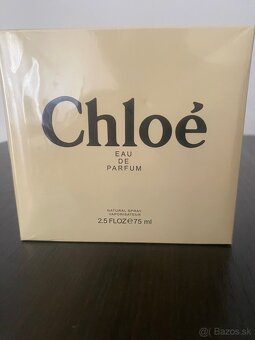 Chloé
EAU
DE
PARFUM
NATURAL SPRAY
VAPORISATEUR
2.5 FL.OZ℮75 ml
Bazos.sk